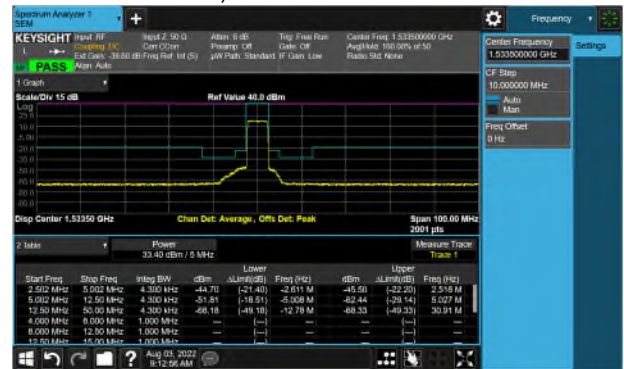 Spectrum Analyzer 1
SEM
+
Frequency
KEYSIGHT Input: RF Input Z: 50 Ω Atten: 6 dB Trig: Free Run Center Freq: 1.533500000 GHz
L Coupling: DC Corr CCorr Preamp: Off Gate: Off Avg|Hold: 100.00% of 50
Ext Gain: -39.60 dB Freq Ref: Int (S) µW Path: Standard IF Gain: Low Radio Std: None
PASS Align: Auto
Center Frequency
1.533500000 GHz
Settings
CF Step
10.000000 MHz
Auto
Man
Freq Offset
0 Hz
1 Graph
Scale/Div 15 dB Ref Value 40.0 dBm
Log
25.0
10.0
-5.00
-20.0
-35.0
-50.0
-65.0
-80.0
Disp Center 1.53350 GHz Chan Det: Average, Offs Det: Peak Span 100.00 MHz
2001 pts
2 Table Power Measure Trace
33.40 dBm / 5 MHz Trace 1
Lower Upper
Start Freq Stop Freq Integ BW dBm ΔLimit(dB) Freq (Hz) dBm ΔLimit(dB) Freq (Hz)
2.502 MHz 5.002 MHz 4.300 kHz -44.70 (-21.40) -2.611 M -45.50 (-22.20) 2.516 M
5.002 MHz 12.50 MHz 4.300 kHz -51.81 (-18.51) -5.008 M -62.44 (-29.14) 5.027 M
12.50 MHz 50.00 MHz 4.300 kHz -68.18 (-49.18) -12.78 M -68.33 (-49.33) 30.91 M
4.000 MHz 8.000 MHz 1.000 MHz — (—) — — (—) —
8.000 MHz 12.50 MHz 1.000 MHz — (—) — — (—) —
12.50 MHz 15.00 MHz 1.000 MHz — (—) — — (—) —
? Aug 03, 2022
9:12:56 AM